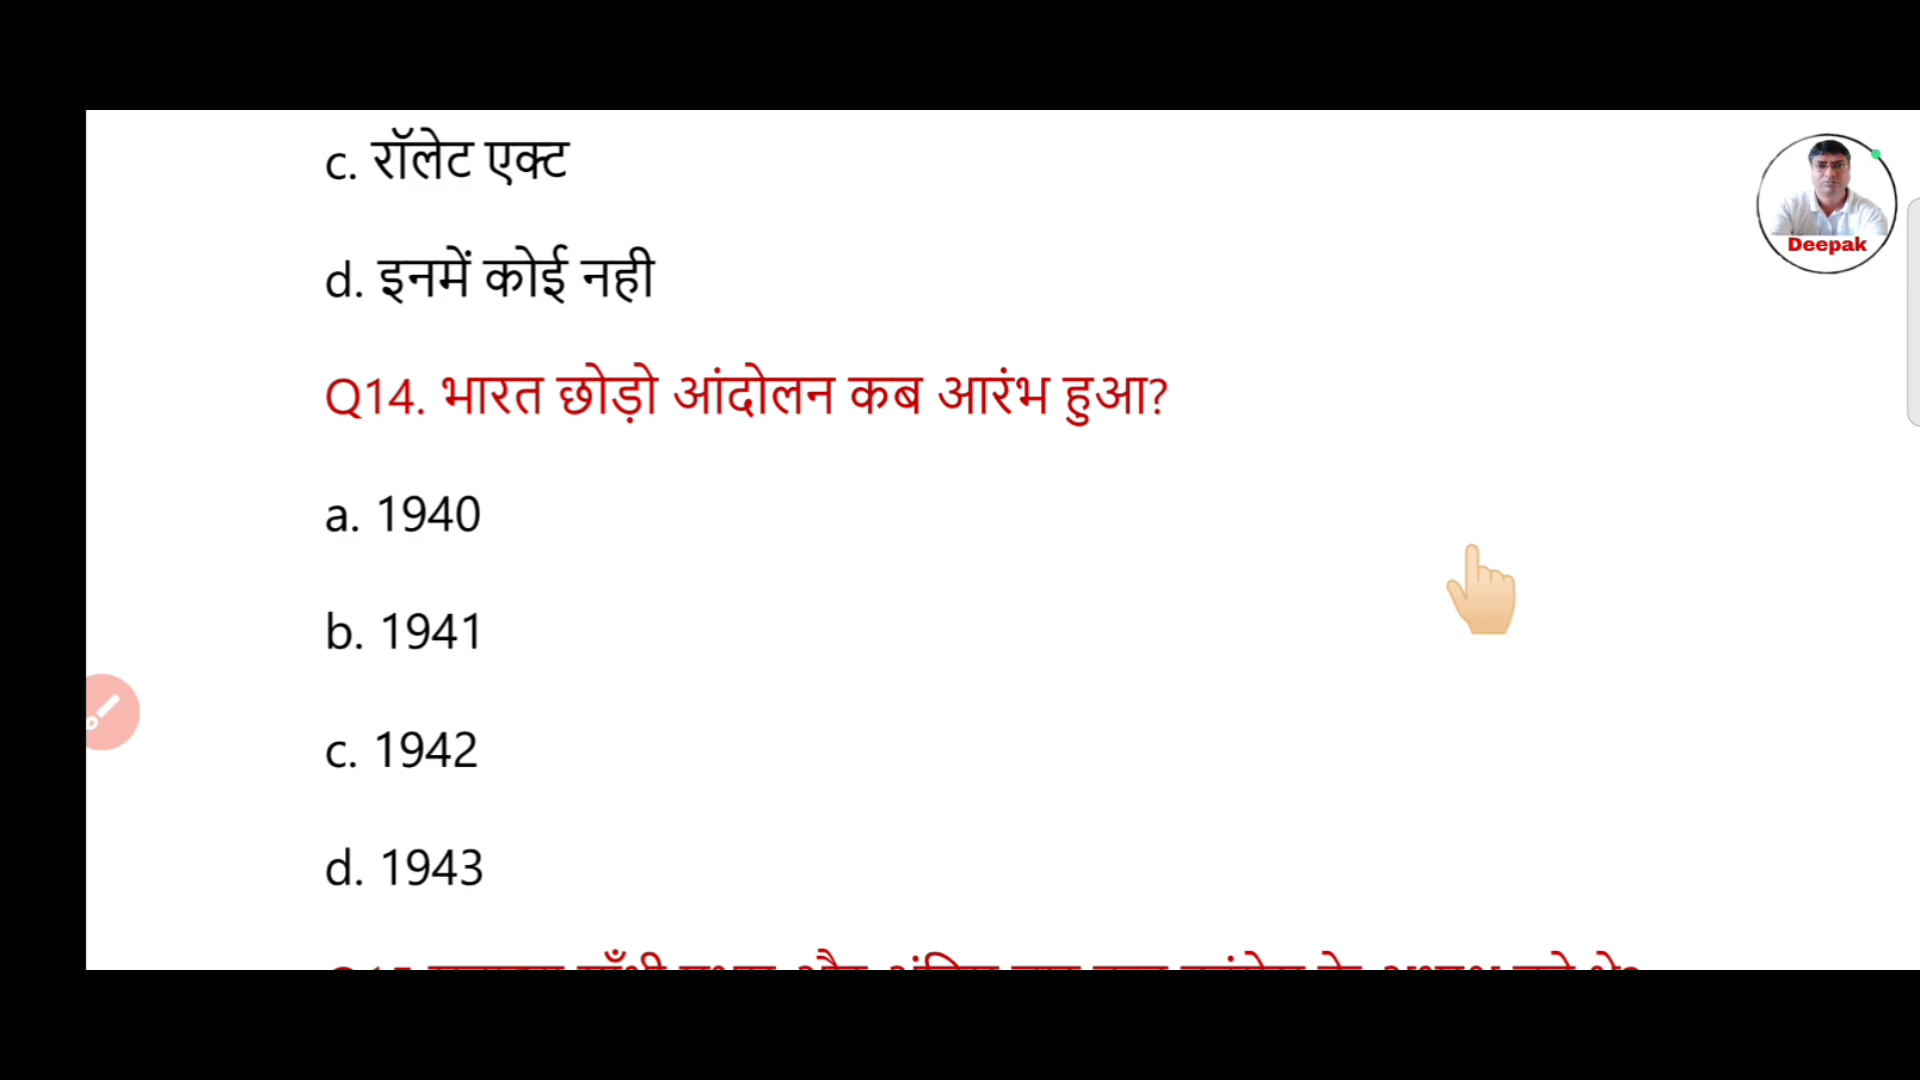 c. रॉलेट एक्ट
Deepak
d. इनमें कोई नही
Q14. भारत छोड़ो आंदोलन कब आरंभ हुआ?
a. 1940
b. 1941
c. 1942
d. 1943